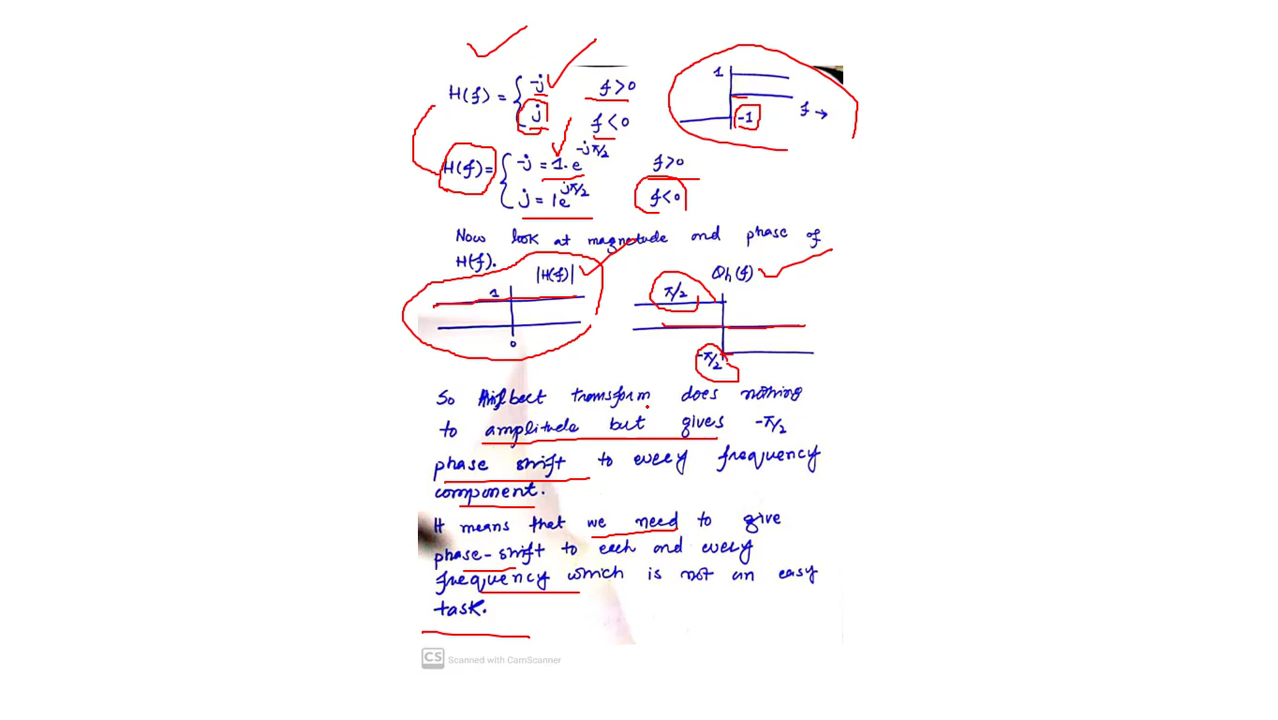 H(f) = { -j f>0
j f<0
1
-1 f →
H(f)= { -j = 1. e^{-jπ/2} f>0
j = 1e^{jπ/2} f<0
Now look at magnetude and phase of
H(f).
|H(f)|
1
0
Θh(f)
π/2
-π/2
So Hilbect transform does nothing
to amplitude but gives -π/2
phase shift to every frequency
component.
It means that we need to give
phase-shift to each and every
frequency which is not an easy
task.
CS Scanned with CamScanner